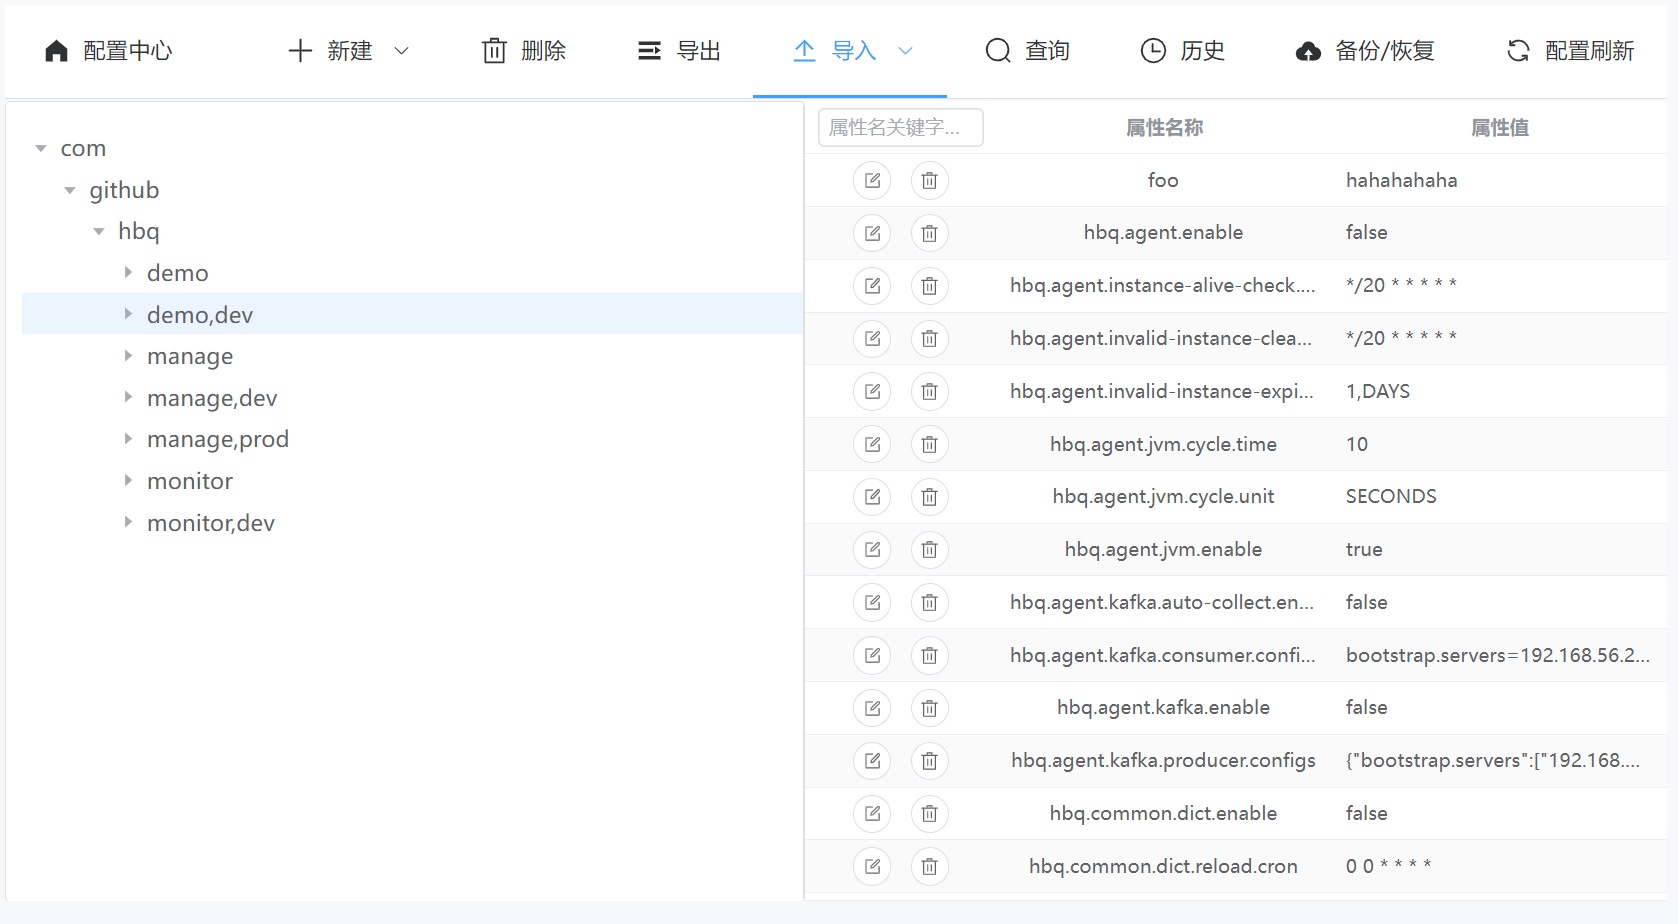 配置中心 新建 删除 导出 导入 查询 历史 备份/恢复 配置刷新
com
github
hbq
demo
demo,dev
manage
manage,dev
manage,prod
monitor
monitor,dev
属性名关键字... 属性名称 属性值
foo hahahahaha
hbq.agent.enable false
hbq.agent.instance-alive-check.... */20 * * * * *
hbq.agent.invalid-instance-clea... */20 * * * * *
hbq.agent.invalid-instance-expi... 1,DAYS
hbq.agent.jvm.cycle.time 10
hbq.agent.jvm.cycle.unit SECONDS
hbq.agent.jvm.enable true
hbq.agent.kafka.auto-collect.en... false
hbq.agent.kafka.consumer.confi... bootstrap.servers=192.168.56.2...
hbq.agent.kafka.enable false
hbq.agent.kafka.producer.configs {"bootstrap.servers":["192.168....
hbq.common.dict.enable false
hbq.common.dict.reload.cron 0 0 * * * *